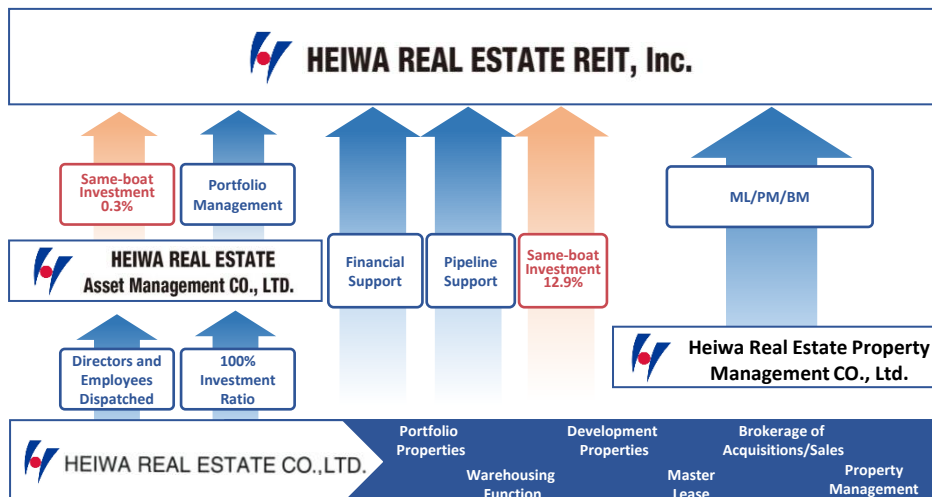 HEIWA REAL ESTATE REIT, Inc.
Same-boat
Investment
0.3%
Portfolio
Management
ML/PM/BM
HEIWA REAL ESTATE
Asset Management CO., LTD.
Financial
Support
Pipeline
Support
Same-boat
Investment
12.9%
Directors and
Employees
Dispatched
100%
Investment
Ratio
Heiwa Real Estate Property
Management CO., Ltd.
HEIWA REAL ESTATE CO.,LTD.
Portfolio
Properties
Warehousing
Function
Development
Properties
Master
Lease
Brokerage of
Acquisitions/Sales
Property
Management